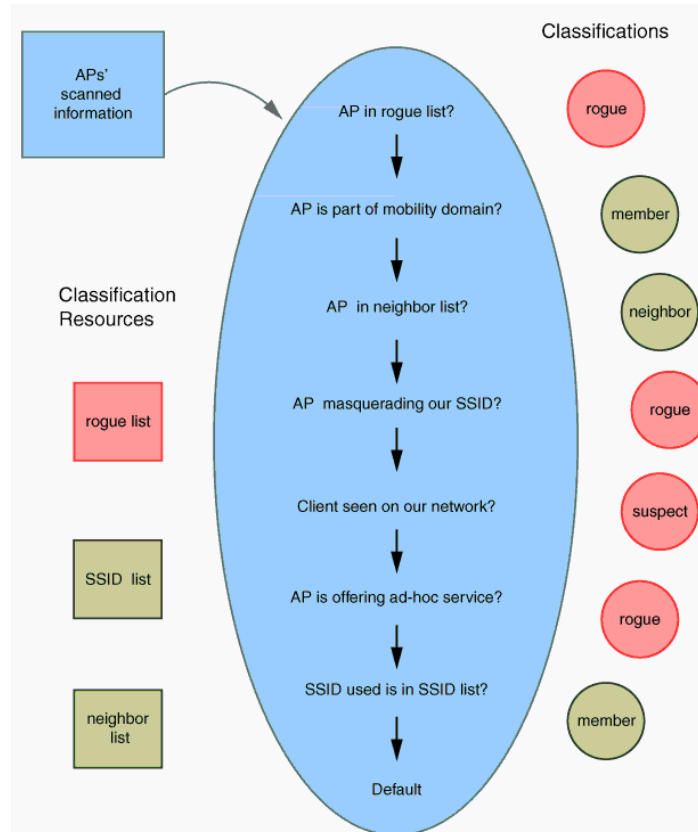 Classifications
APs'
scanned
information
AP in rogue list?
rogue
AP is part of mobility domain?
member
Classification
Resources
AP in neighbor list?
neighbor
rogue list
AP masquerading our SSID?
rogue
Client seen on our network?
suspect
SSID list
AP is offering ad-hoc service?
rogue
SSID used is in SSID list?
member
neighbor
list
Default